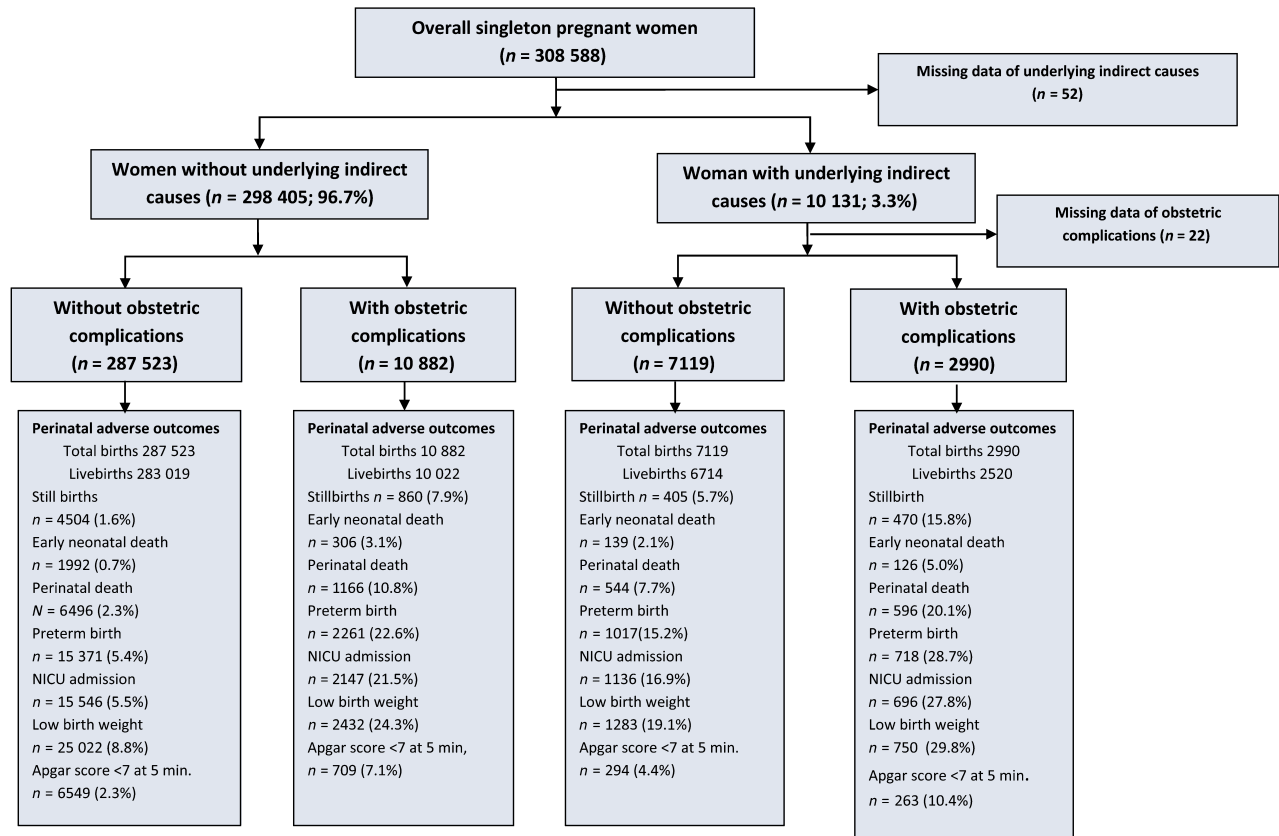 Overall singleton pregnant women
(n = 308 588)
Missing data of underlying indirect causes
(n = 52)
Women without underlying indirect
causes (n = 298 405; 96.7%)
Woman with underlying indirect
causes (n = 10 131; 3.3%)
Missing data of obstetric
complications (n = 22)
Without obstetric
complications
(n = 287 523)
With obstetric
complications
(n = 10 882)
Without obstetric
complications
(n = 7119)
With obstetric
complications
(n = 2990)
Perinatal adverse outcomes
Total births 287 523
Livebirths 283 019
Still births
n = 4504 (1.6%)
Early neonatal death
n = 1992 (0.7%)
Perinatal death
N = 6496 (2.3%)
Preterm birth
n = 15 371 (5.4%)
NICU admission
n = 15 546 (5.5%)
Low birth weight
n = 25 022 (8.8%)
Apgar score <7 at 5 min.
n = 6549 (2.3%)
Perinatal adverse outcomes
Total births 10 882
Livebirths 10 022
Stillbirths n = 860 (7.9%)
Early neonatal death
n = 306 (3.1%)
Perinatal death
n = 1166 (10.8%)
Preterm birth
n = 2261 (22.6%)
NICU admission
n = 2147 (21.5%)
Low birth weight
n = 2432 (24.3%)
Apgar score <7 at 5 min,
n = 709 (7.1%)
Perinatal adverse outcomes
Total births 7119
Livebirths 6714
Stillbirth n = 405 (5.7%)
Early neonatal death
n = 139 (2.1%)
Perinatal death
n = 544 (7.7%)
Preterm birth
n = 1017(15.2%)
NICU admission
n = 1136 (16.9%)
Low birth weight
n = 1283 (19.1%)
Apgar score <7 at 5 min.
n = 294 (4.4%)
Perinatal adverse outcomes
Total births 2990
Livebirths 2520
Stillbirth
n = 470 (15.8%)
Early neonatal death
n = 126 (5.0%)
Perinatal death
n = 596 (20.1%)
Preterm birth
n = 718 (28.7%)
NICU admission
n = 696 (27.8%)
Low birth weight
n = 750 (29.8%)
Apgar score <7 at 5 min.
n = 263 (10.4%)